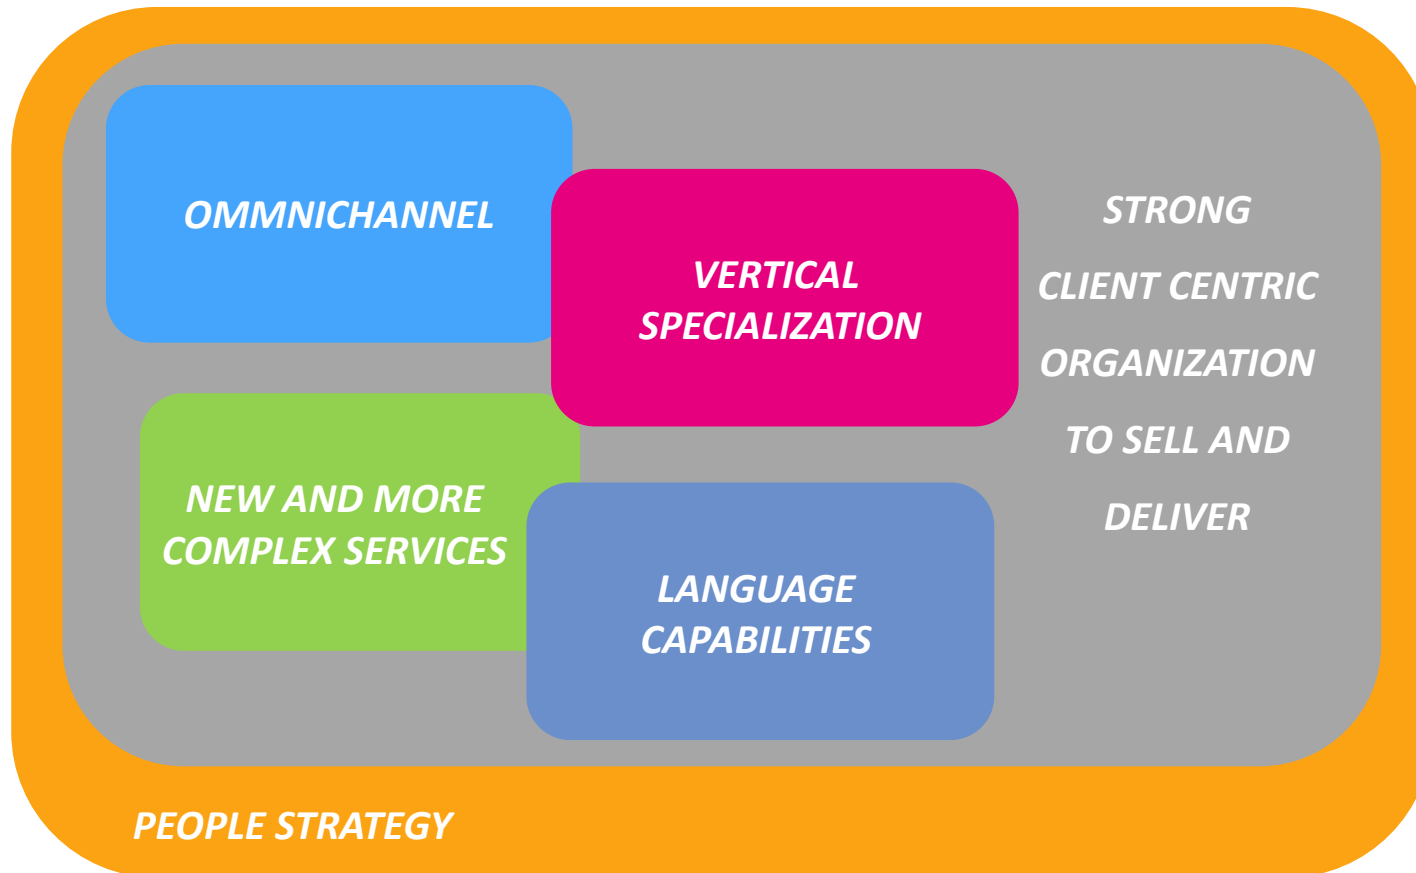 OMMNICHANNEL
VERTICAL
SPECIALIZATION
NEW AND MORE
COMPLEX SERVICES
LANGUAGE
CAPABILITIES
STRONG
CLIENT CENTRIC
ORGANIZATION
TO SELL AND
DELIVER
PEOPLE STRATEGY